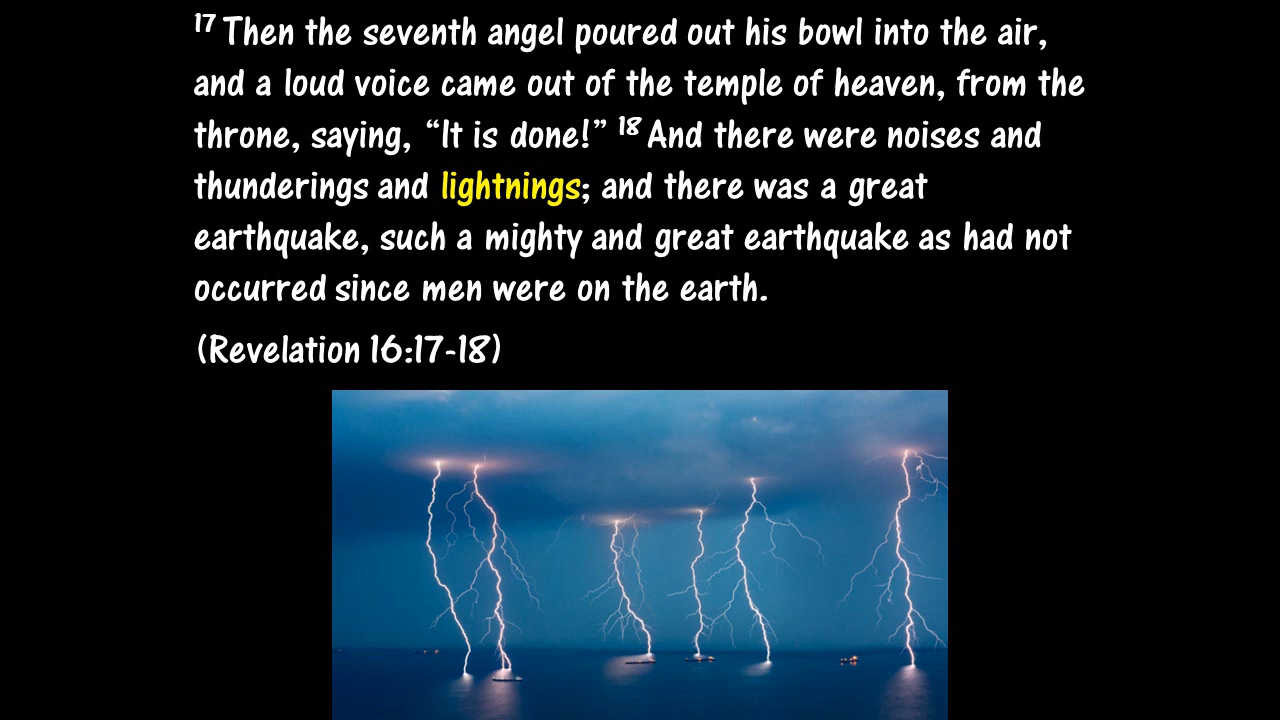 17 Then the seventh angel poured out his bowl into the air,
and a loud voice came out of the temple of heaven, from the
throne, saying, “It is done!” 18 And there were noises and
thunderings and lightnings; and there was a great
earthquake, such a mighty and great earthquake as had not
occurred since men were on the earth.
(Revelation 16:17-18)